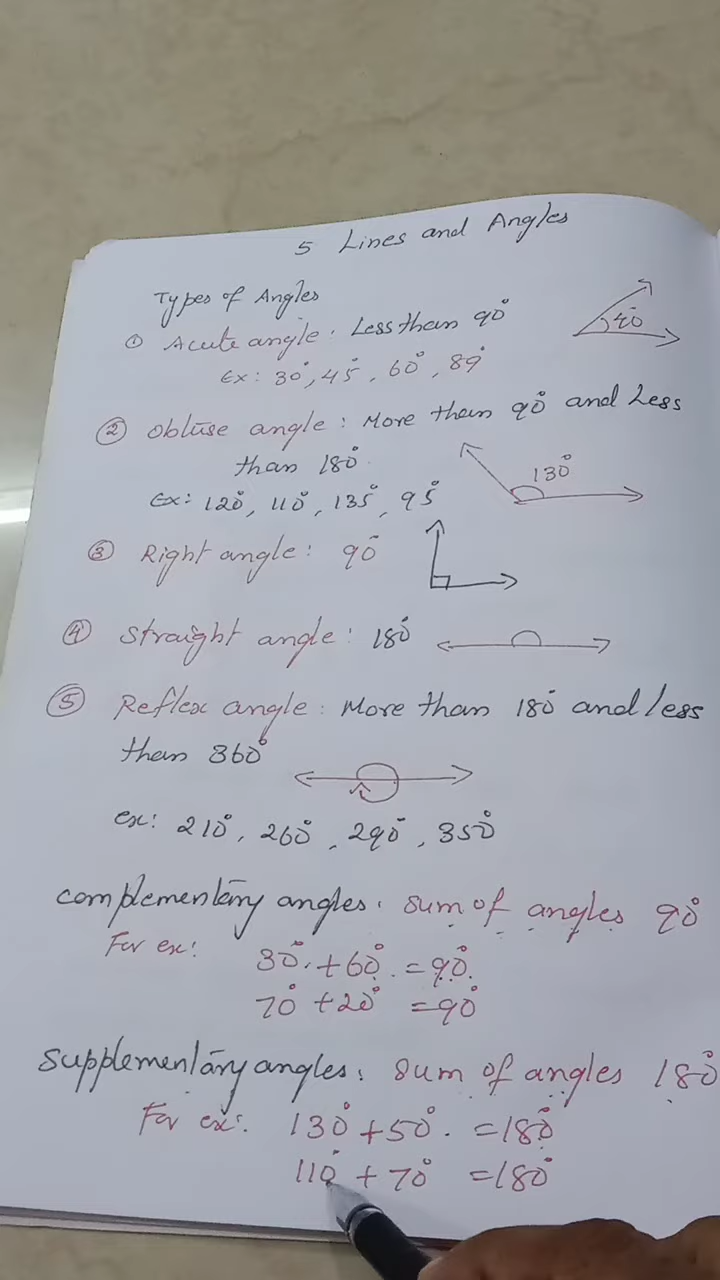 5 Lines and Angles
Types of Angles
① Acute angle: Less than 90°
40°
Ex: 30°, 45°, 60°, 89°
② Obtuse angle: More than 90° and Less
than 180°
130°
Ex: 120°, 110°, 135°, 95°
③ Right angle: 90°
④ Straight angle: 180°
⑤ Reflex angle: More than 180° and less
than 360°
ex: 210°, 260°, 290°, 350°
complementary angles: sum of angles 90°
For ex: 30° + 60° = 90°
70° + 20° = 90°
supplementary angles: sum of angles 180°
For ex: 130° + 50° = 180°
110° + 70° = 180°